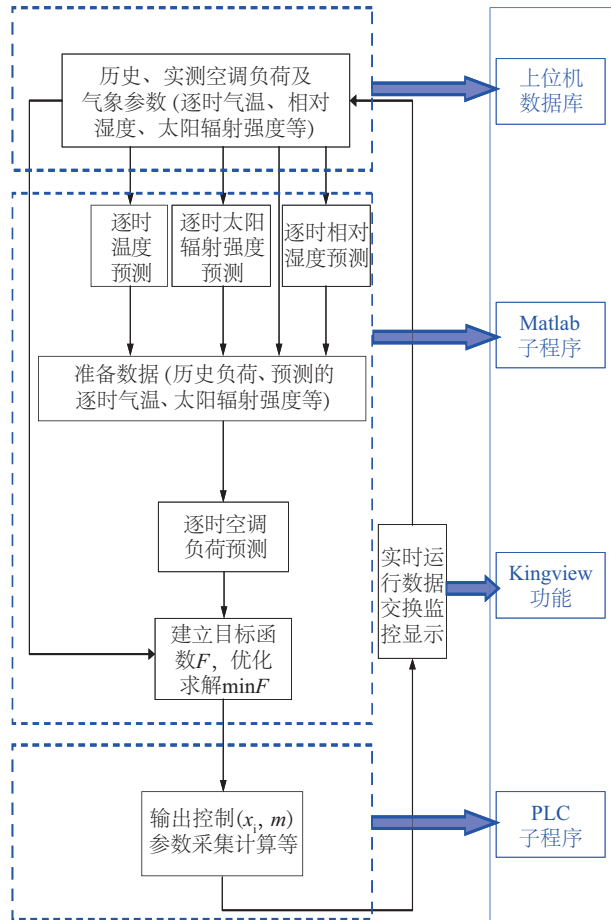 历史、实测空调负荷及
气象参数 (逐时气温、相对
湿度、太阳辐射强度等)
上位机
数据库
逐时
温度
预测
逐时太阳
辐射强度
预测
逐时相对
湿度预测
Matlab
子程序
准备数据 (历史负荷、预测的
逐时气温、太阳辐射强度等)
逐时空调
负荷预测
实时运
行数据
交换监
控显示
Kingview
功能
建立目标函
数F，优化
求解minF
输出控制(xi, m)
参数采集计算等
PLC
子程序